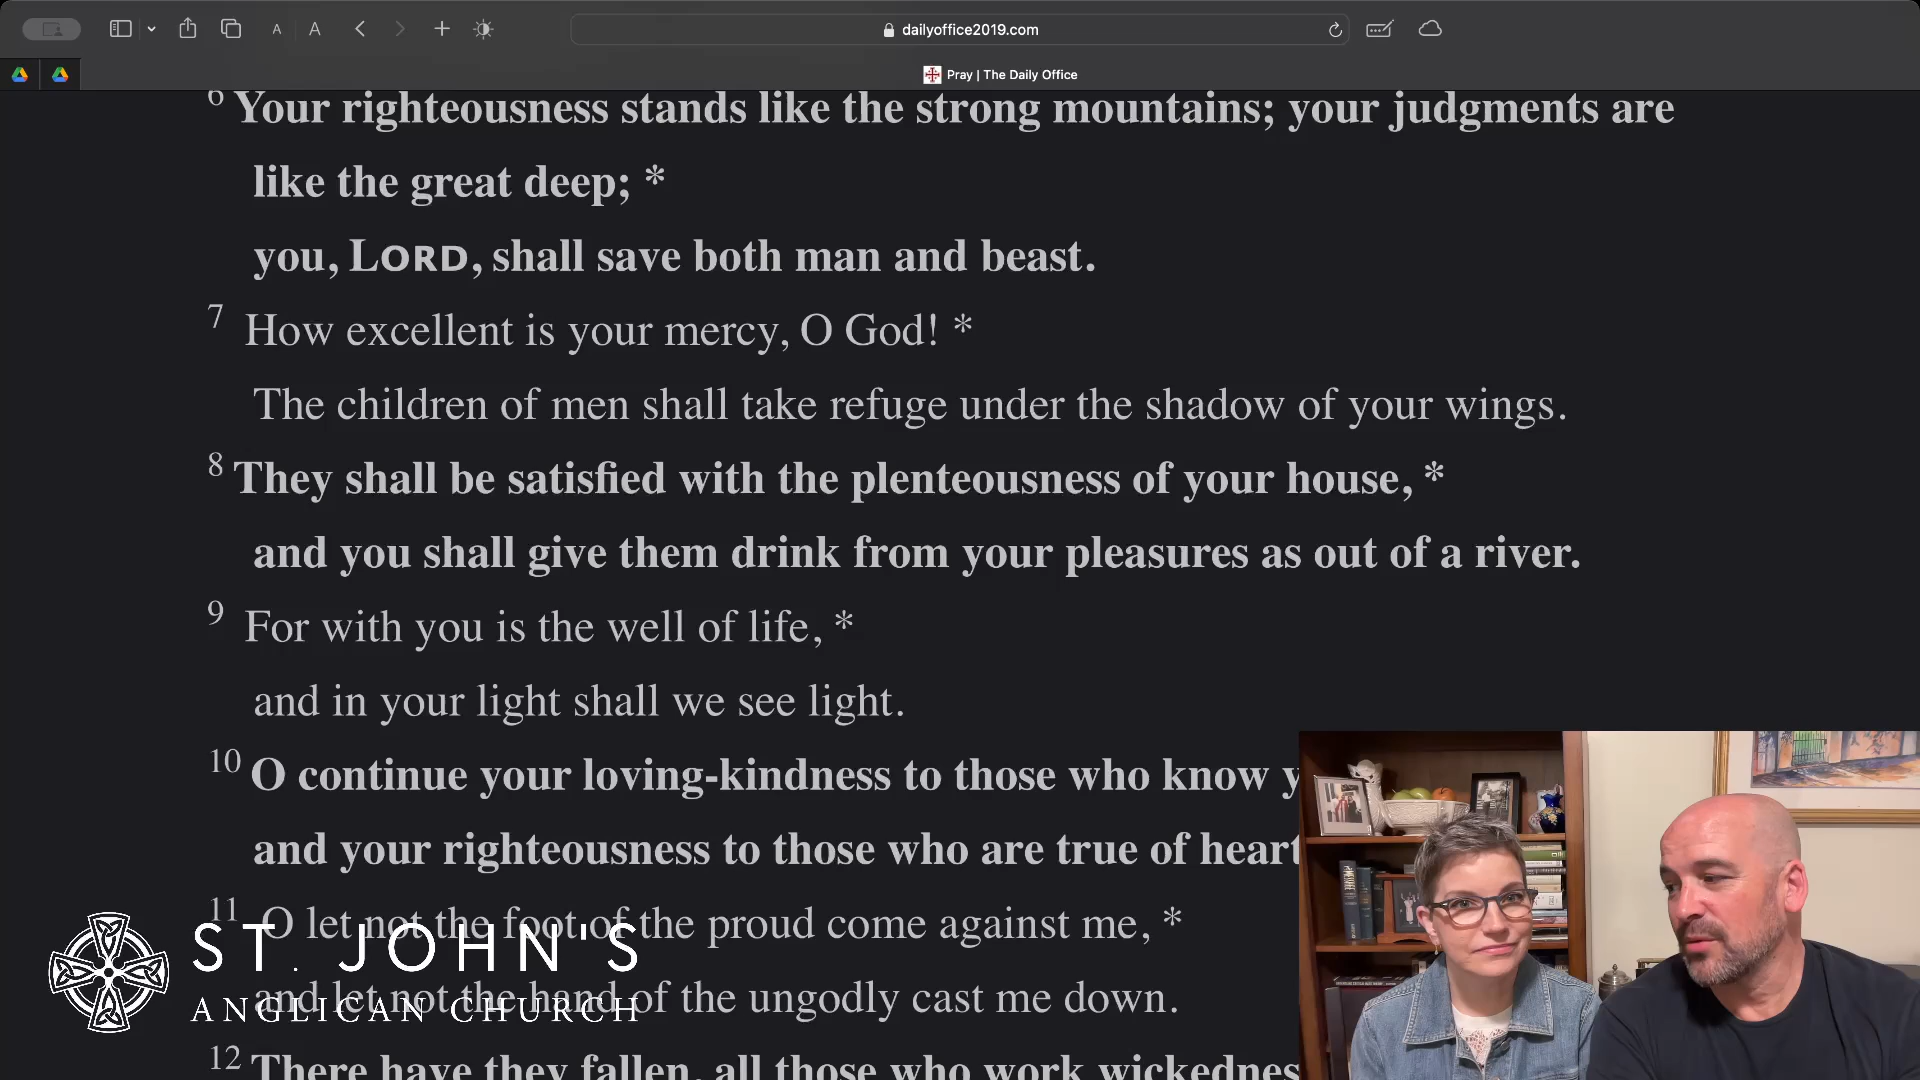 A A
dailyoffice2019.com
Pray | The Daily Office
6 Your righteousness stands like the strong mountains; your judgments are
like the great deep; *
you, LORD, shall save both man and beast.
7 How excellent is your mercy, O God! *
The children of men shall take refuge under the shadow of your wings.
8 They shall be satisfied with the plenteousness of your house, *
and you shall give them drink from your pleasures as out of a river.
9 For with you is the well of life, *
and in your light shall we see light.
10 O continue your loving-kindness to those who know
and your righteousness to those who are true of heart
11 O let not the foot of the proud come against me, *
and let not the hand of the ungodly cast me down.
12 There have they fallen, all those who work
ST. JOHN'S
ANGLICAN CHURCH